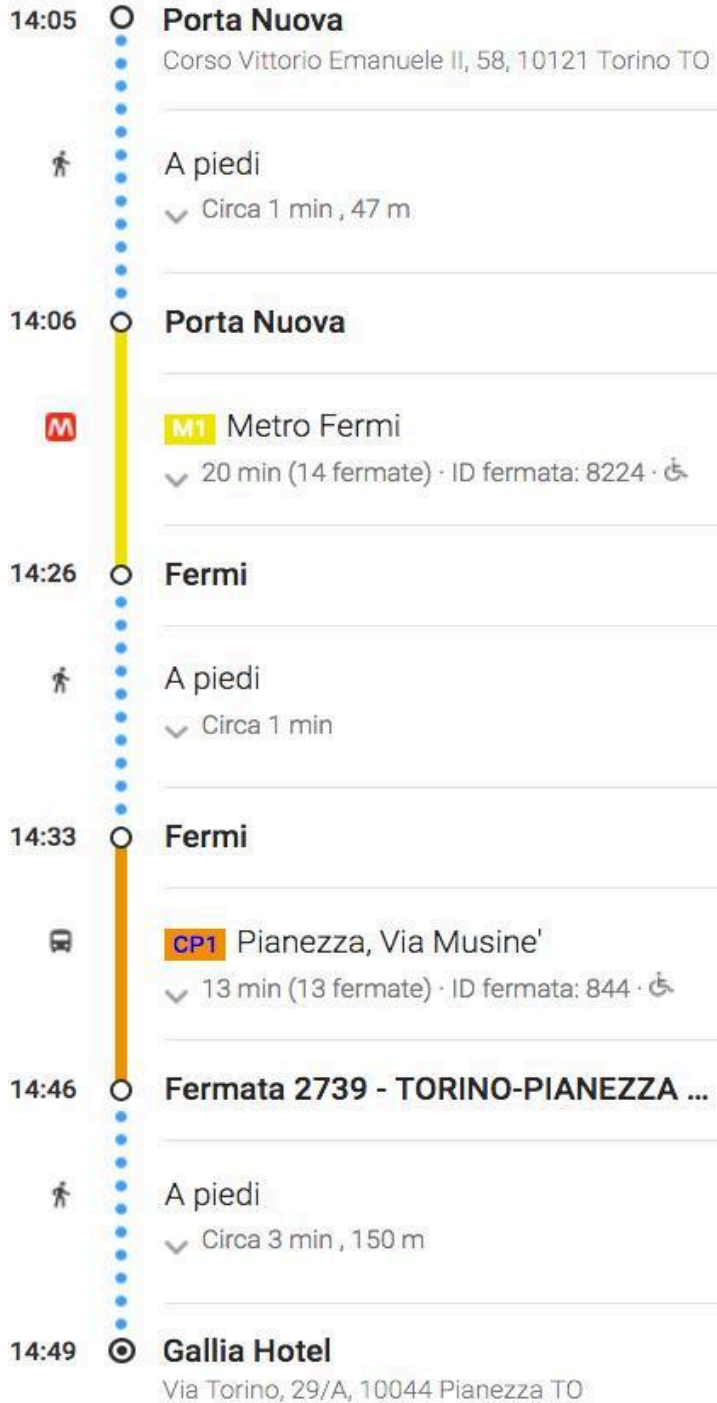 14:05 Porta Nuova
Corso Vittorio Emanuele II, 58, 10121 Torino TO
A piedi
Circa 1 min , 47 m
14:06 Porta Nuova
M
M1 Metro Fermi
20 min (14 fermate) · ID fermata: 8224 ·
14:26 Fermi
A piedi
Circa 1 min
14:33 Fermi
CP1 Pianezza, Via Musine'
13 min (13 fermate) · ID fermata: 844 ·
14:46 Fermata 2739 - TORINO-PIANEZZA ...
A piedi
Circa 3 min , 150 m
14:49 Gallia Hotel
Via Torino, 29/A, 10044 Pianezza TO